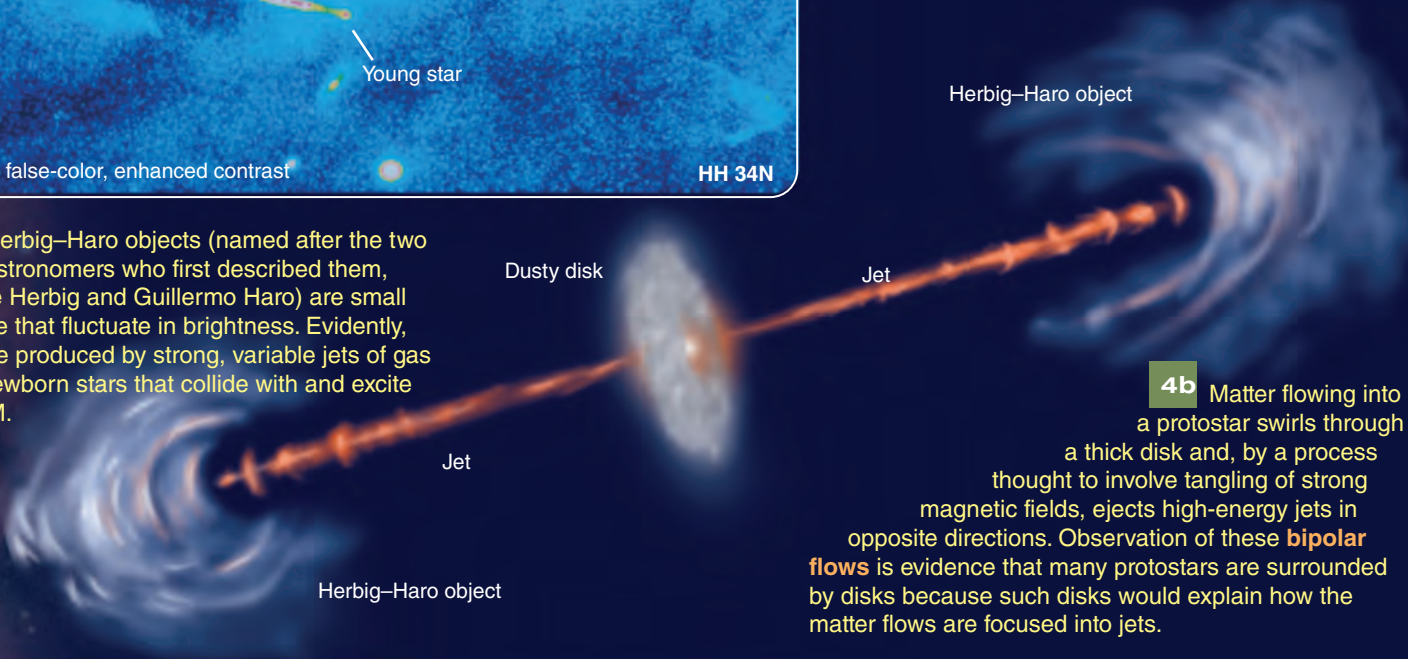 Young star
false-color, enhanced contrast
HH 34N
Herbig–Haro object
Dusty disk
Jet
erbig–Haro objects (named after the two
stronomers who first described them,
e Herbig and Guillermo Haro) are small
e that fluctuate in brightness. Evidently,
e produced by strong, variable jets of gas
ewborn stars that collide with and excite
M.
Jet
Herbig–Haro object
4b Matter flowing into
a protostar swirls through
a thick disk and, by a process
thought to involve tangling of strong
magnetic fields, ejects high-energy jets in
opposite directions. Observation of these bipolar
flows is evidence that many protostars are surrounded
by disks because such disks would explain how the
matter flows are focused into jets.